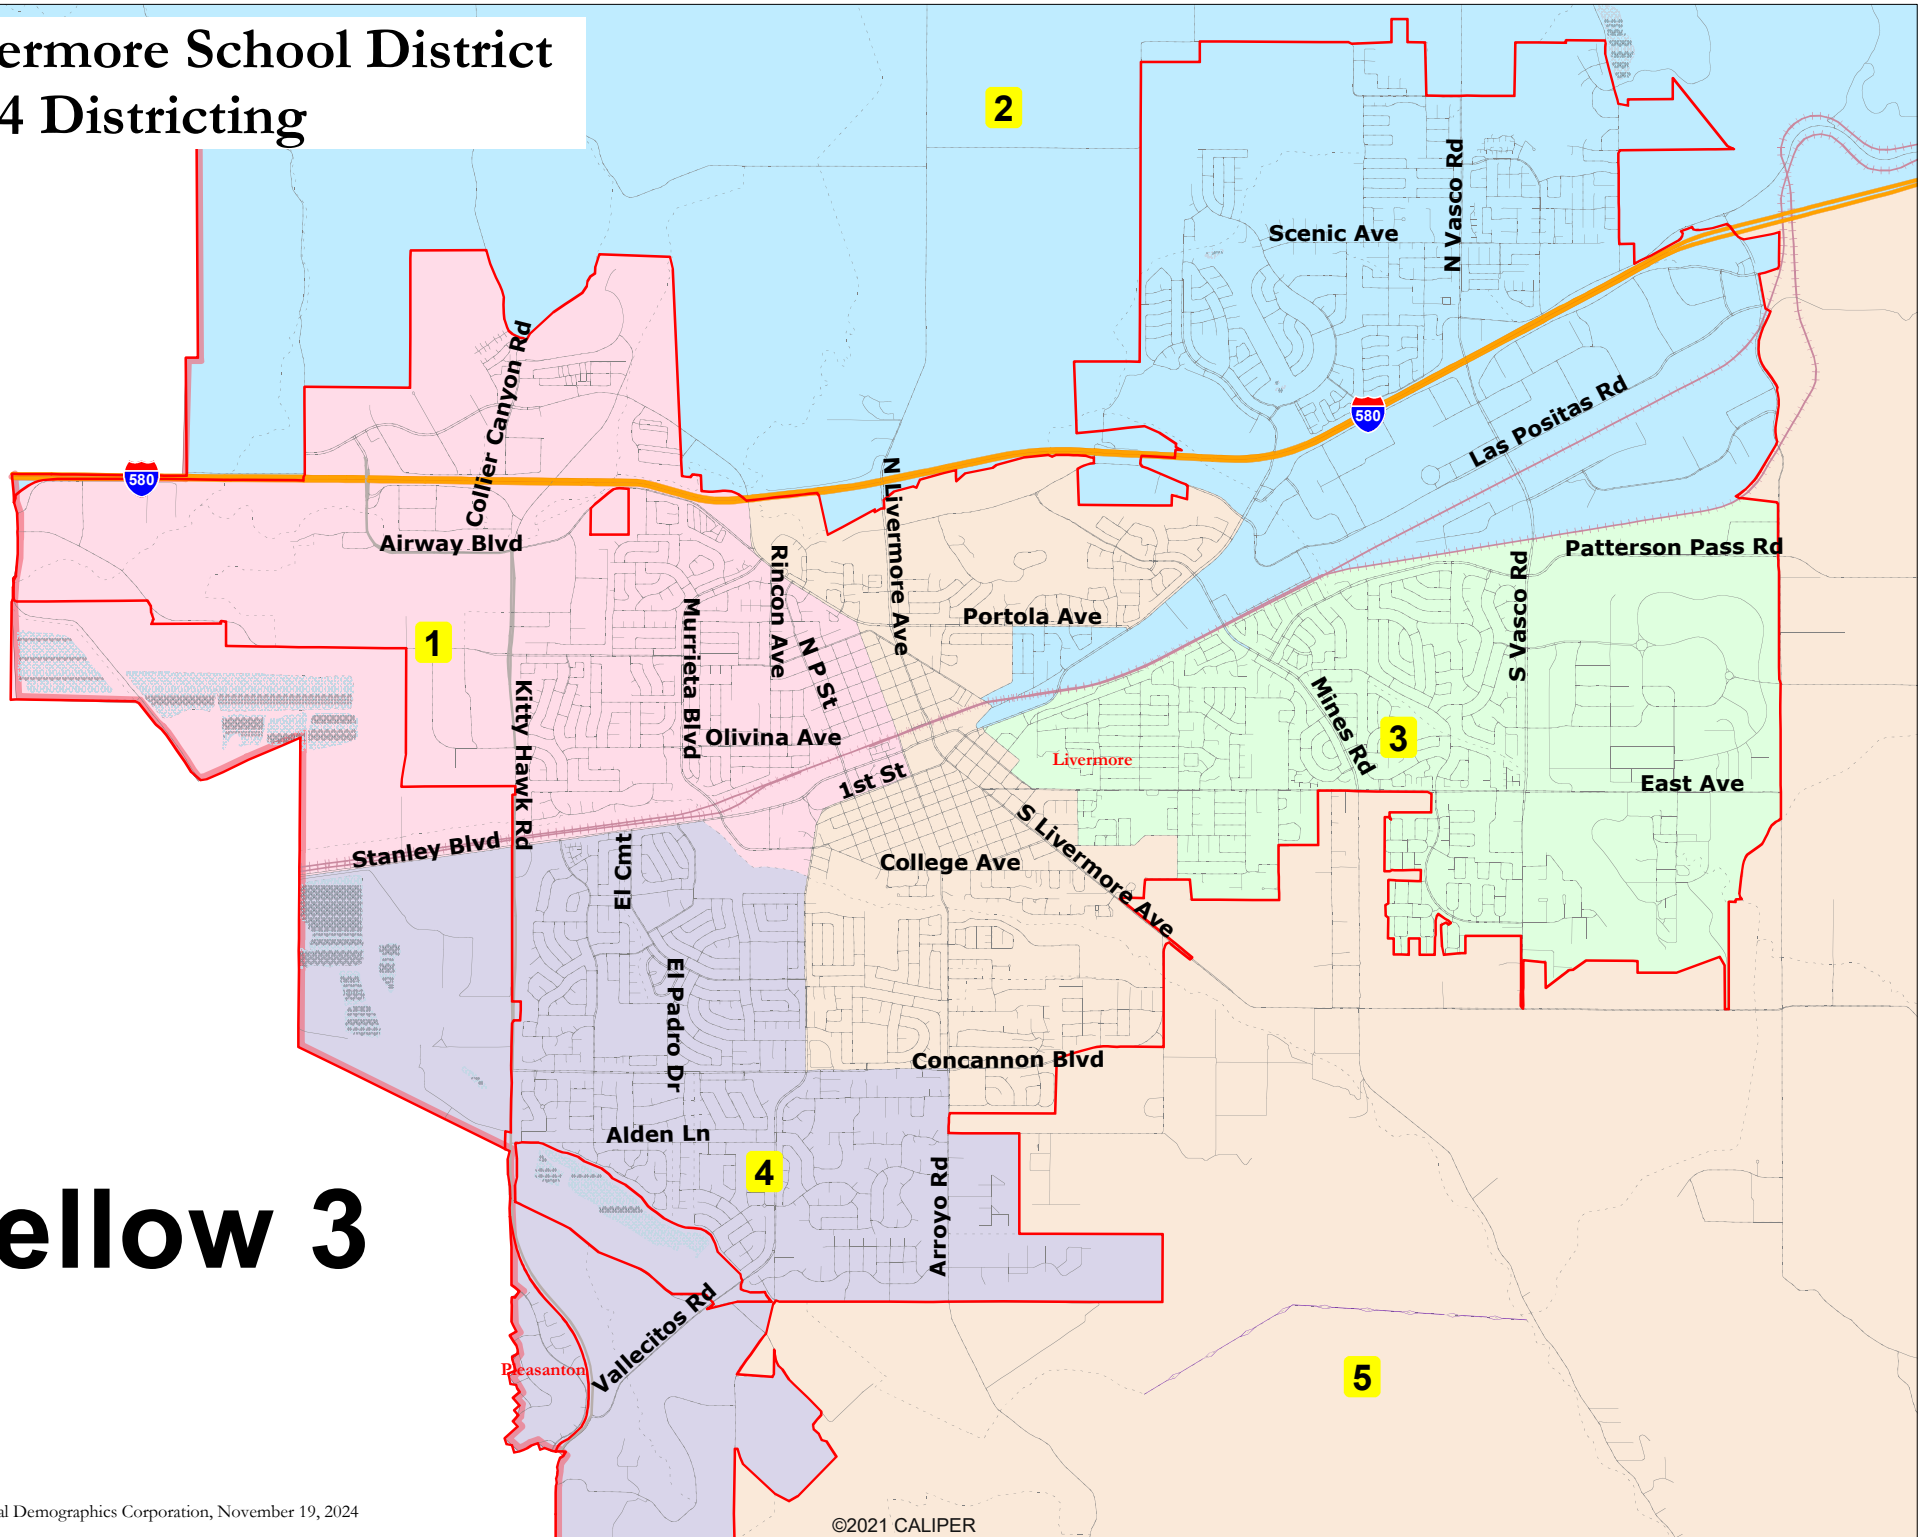 ermore School District
4 Districting
2
N Vasco Rd
Scenic Ave
Collier Canyon Rd
580
580
Las Positas Rd
N Livermore Ave
Airway Blvd
Rincon Ave
Patterson Pass Rd
S Vasco Rd
Murrieta Blvd
Portola Ave
1
N P St
Kitty Hawk Rd
Mines Rd
Olivina Ave
3
Livermore
1st St
East Ave
S Livermore Ave
Stanley Blvd
El Cmt
College Ave
El Padro Dr
Concannon Blvd
Alden Ln
4
Arroyo Rd
ellow 3
Vallecitos Rd
Pleasanton
5
al Demographics Corporation, November 19, 2024
©2021 CALIPER